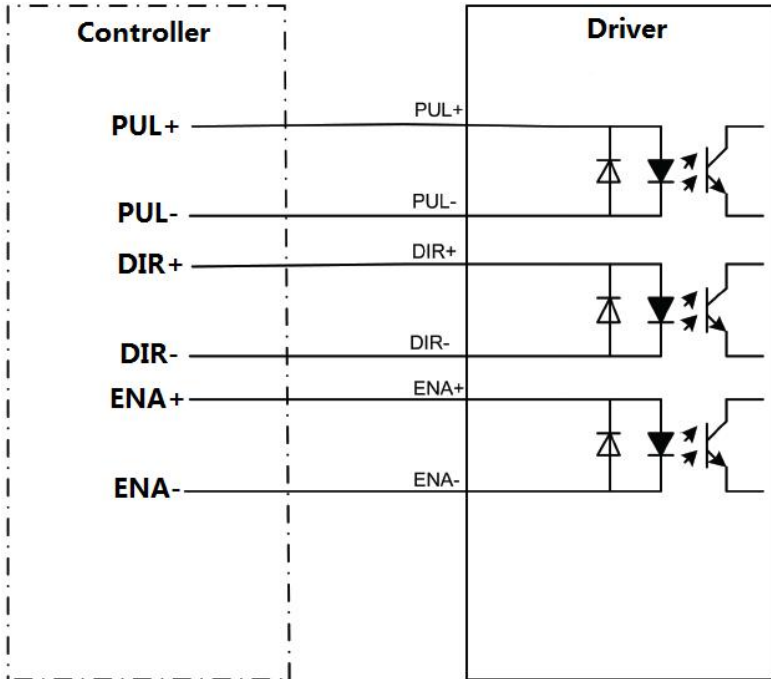 Controller
Driver
PUL+
PUL+
PUL-
PUL-
DIR+
DIR+
DIR-
DIR-
ENA+
ENA+
ENA-
ENA-